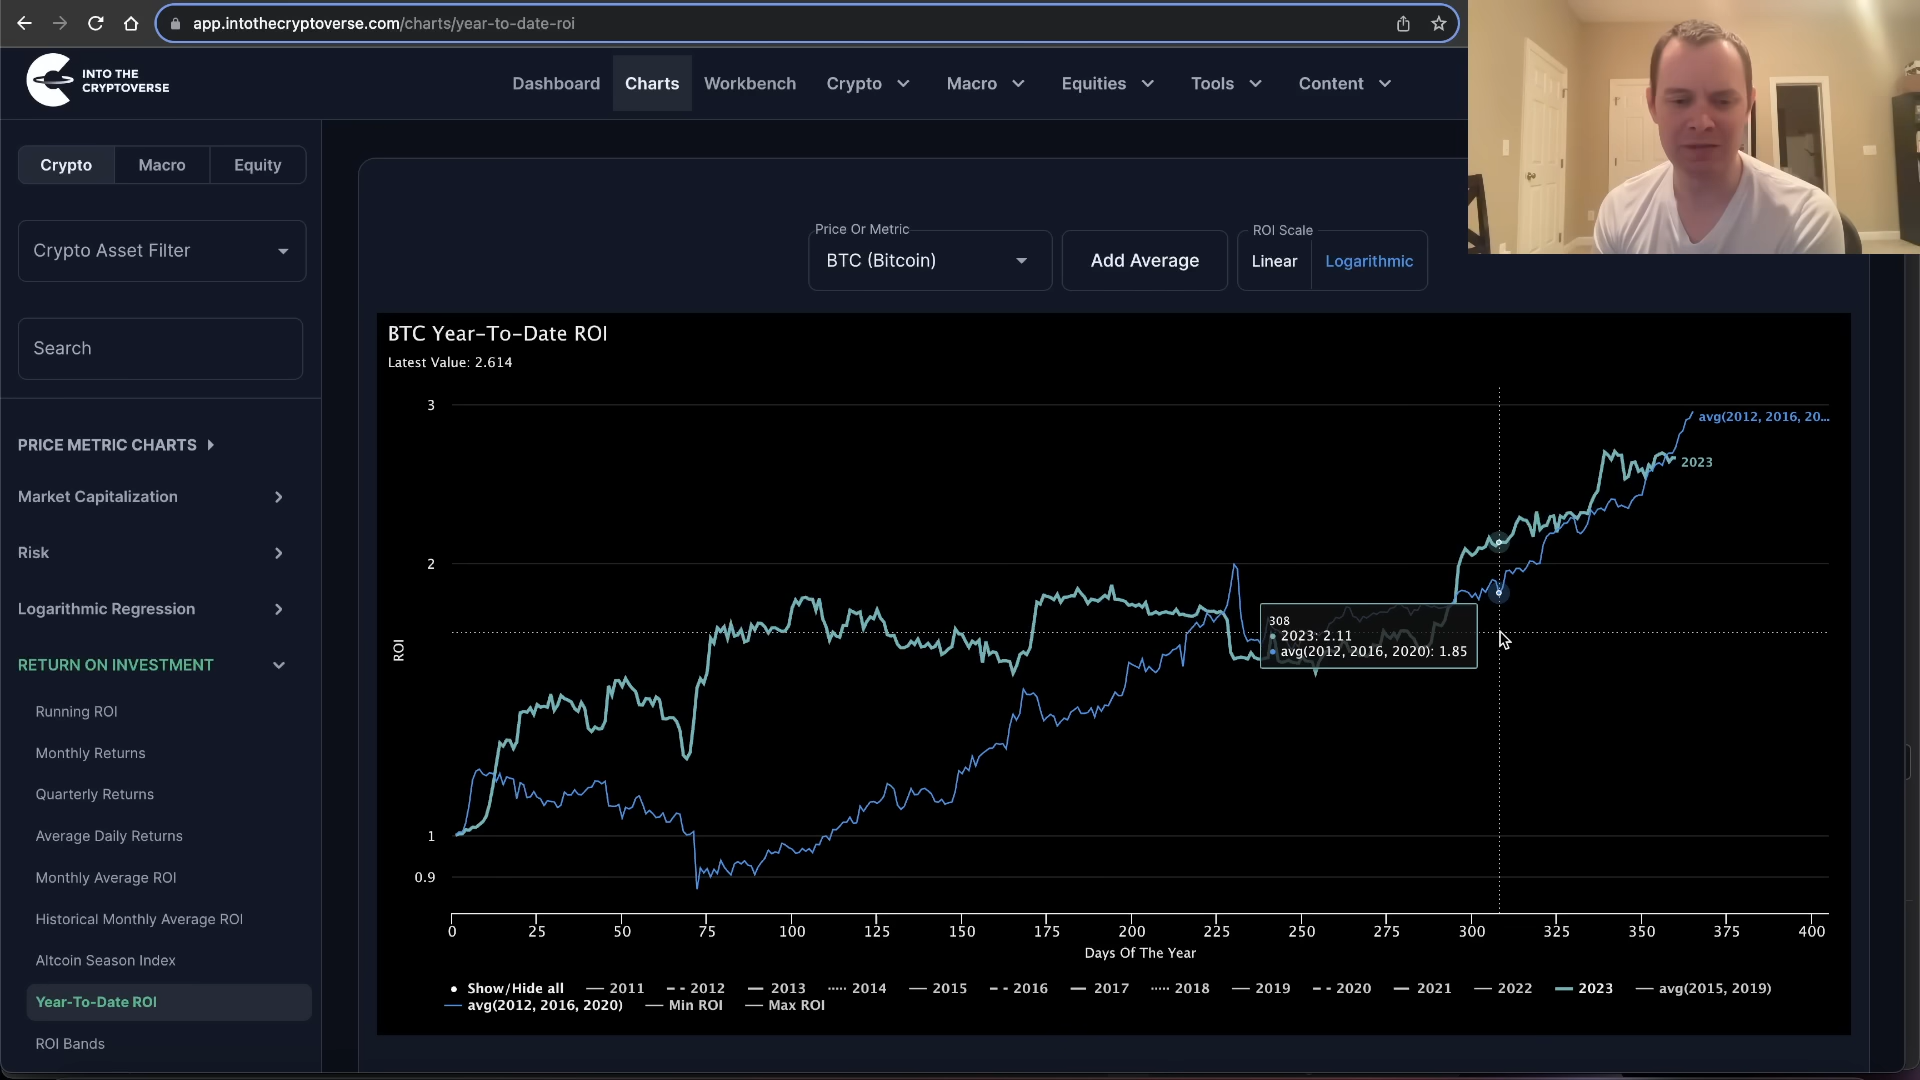 app.intothecryptoverse.com/charts/year-to-date-roi
INTO THE
CRYPTOVERSE
Dashboard
Charts
Workbench
Crypto
Macro
Equities
Tools
Content
Crypto
Macro
Equity
Crypto Asset Filter
Search
PRICE METRIC CHARTS
Market Capitalization
Risk
Logarithmic Regression
RETURN ON INVESTMENT
Running ROI
Monthly Returns
Quarterly Returns
Average Daily Returns
Monthly Average ROI
Historical Monthly Average ROI
Altcoin Season Index
Year-To-Date ROI
ROI Bands
Price Or Metric
BTC (Bitcoin)
Add Average
ROI Scale
Linear
Logarithmic
BTC Year-To-Date ROI
Latest Value: 2.614
3
2
1
0.9
ROI
avg(2012, 2016, 20...
2023
308
2023: 2.11
avg(2012, 2016, 2020): 1.85
0 25 50 75 100 125 150 175 200 225 250 275 300 325 350 375 400
Days Of The Year
Show/Hide all 2011 2012 2013 2014 2015 2016 2017 2018 2019 2020 2021 2022 2023 avg(2015, 2019)
avg(2012, 2016, 2020) Min ROI Max ROI